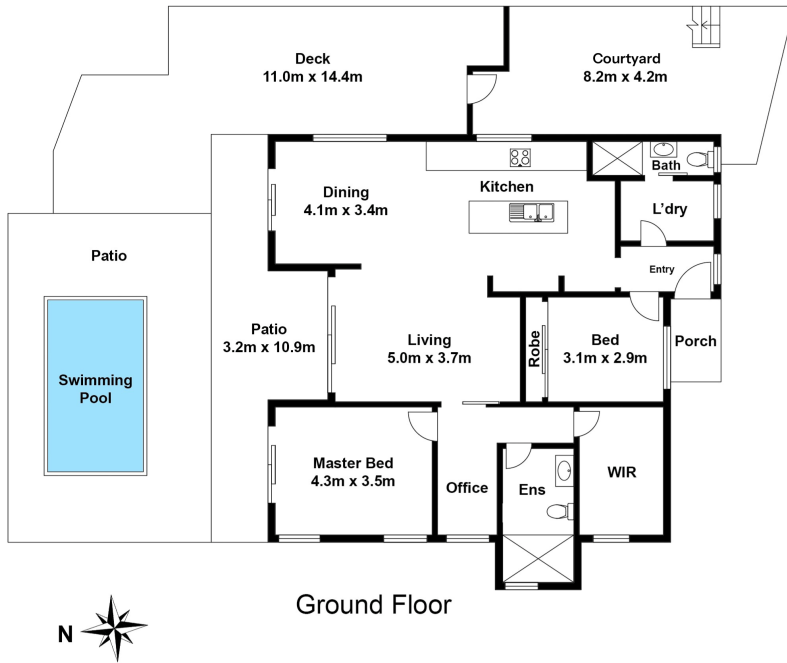 Deck
11.0m x 14.4m
Courtyard
8.2m x 4.2m
Bath
Dining
4.1m x 3.4m
Kitchen
L'dry
Entry
Patio
Patio
3.2m x 10.9m
Living
5.0m x 3.7m
Robe
Bed
3.1m x 2.9m
Porch
Swimming
Pool
Master Bed
4.3m x 3.5m
Office
Ens
WIR
Ground Floor
N